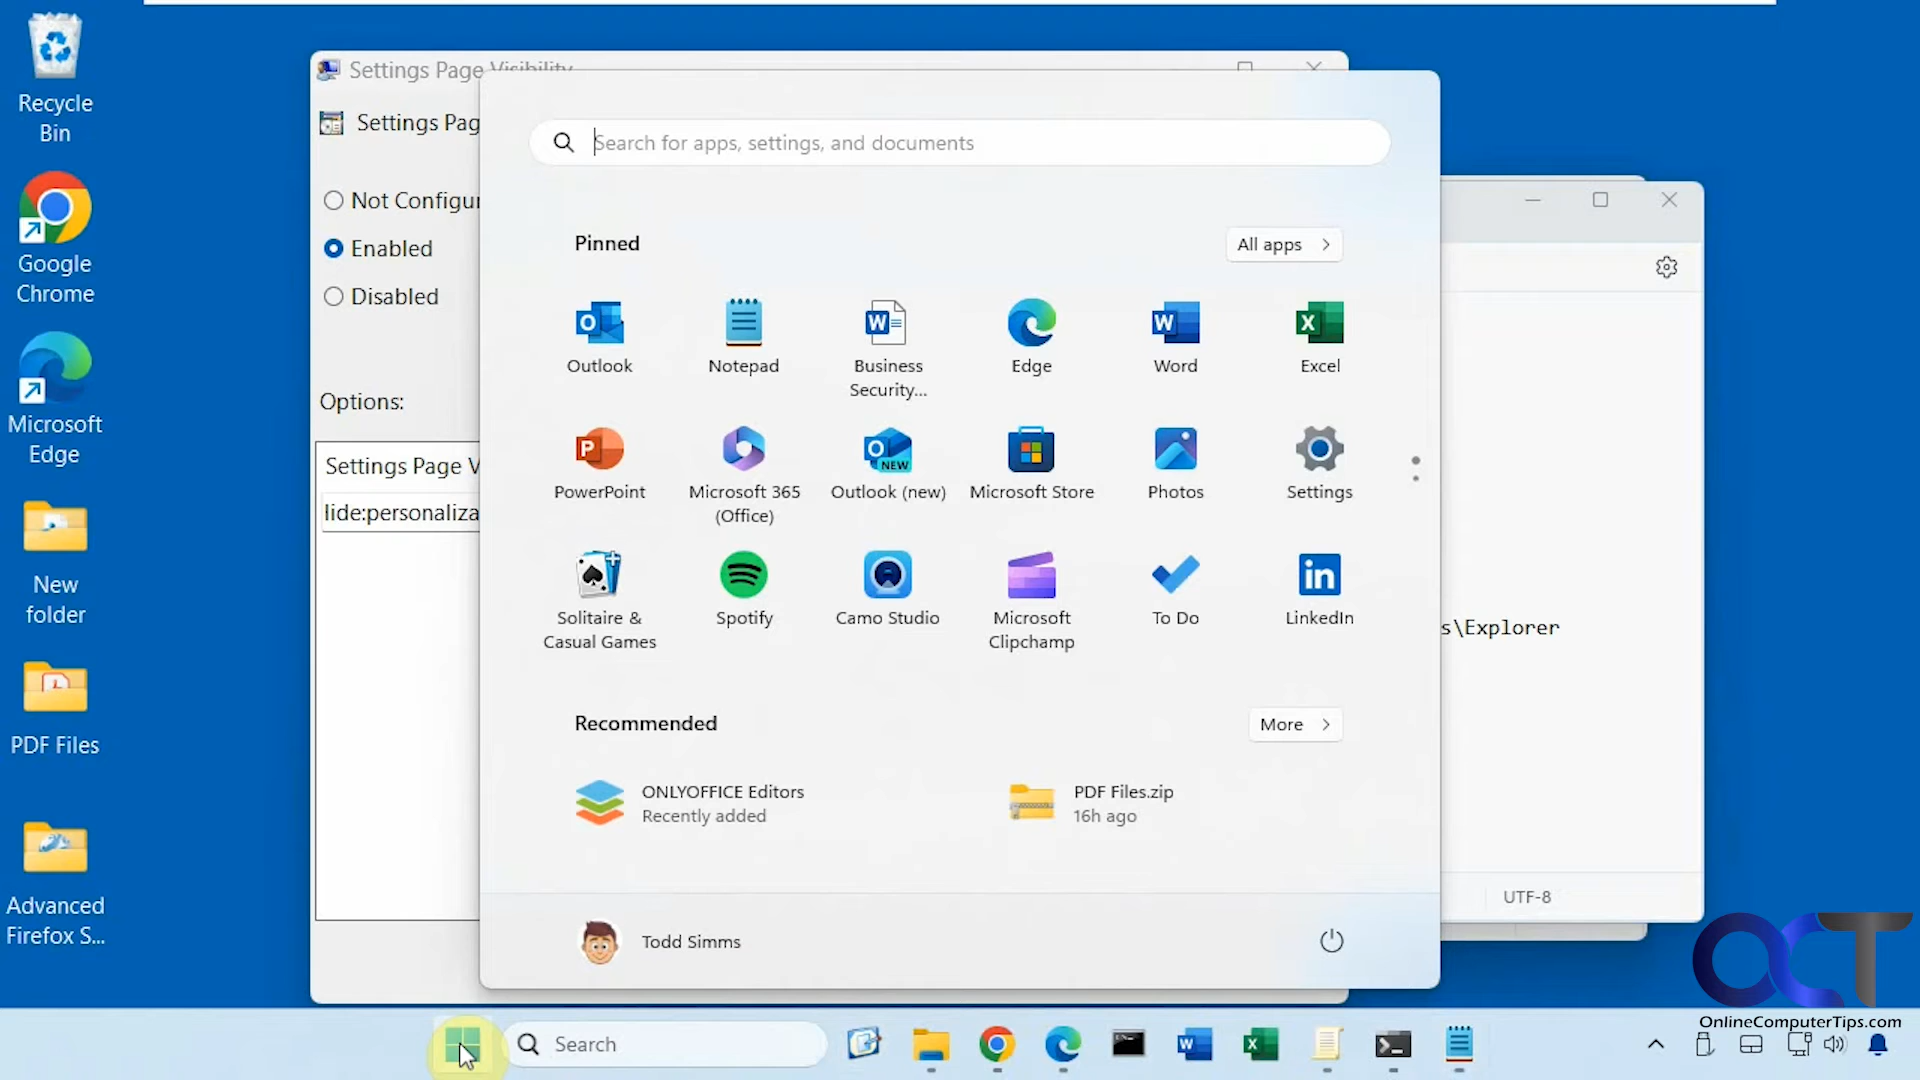 Recycle
Bin
Google
Chrome
Microsoft
Edge
New
folder
PDF Files
Advanced
Firefox S...
Settings Page Visibility
Settings Pag
Not Configur
Enabled
Disabled
Options:
Settings Page V
lide:personaliza
Search for apps, settings, and documents
Pinned
All apps
Outlook
Notepad
Business
Security...
Edge
Word
Excel
PowerPoint
Microsoft 365
(Office)
Outlook (new)
Microsoft Store
Photos
Settings
Solitaire &
Casual Games
Spotify
Camo Studio
Microsoft
Clipchamp
To Do
LinkedIn
Recommended
More
ONLYOFFICE Editors
Recently added
PDF Files.zip
16h ago
Todd Simms
s\Explorer
UTF-8
OCT
OnlineComputerTips.com
Search